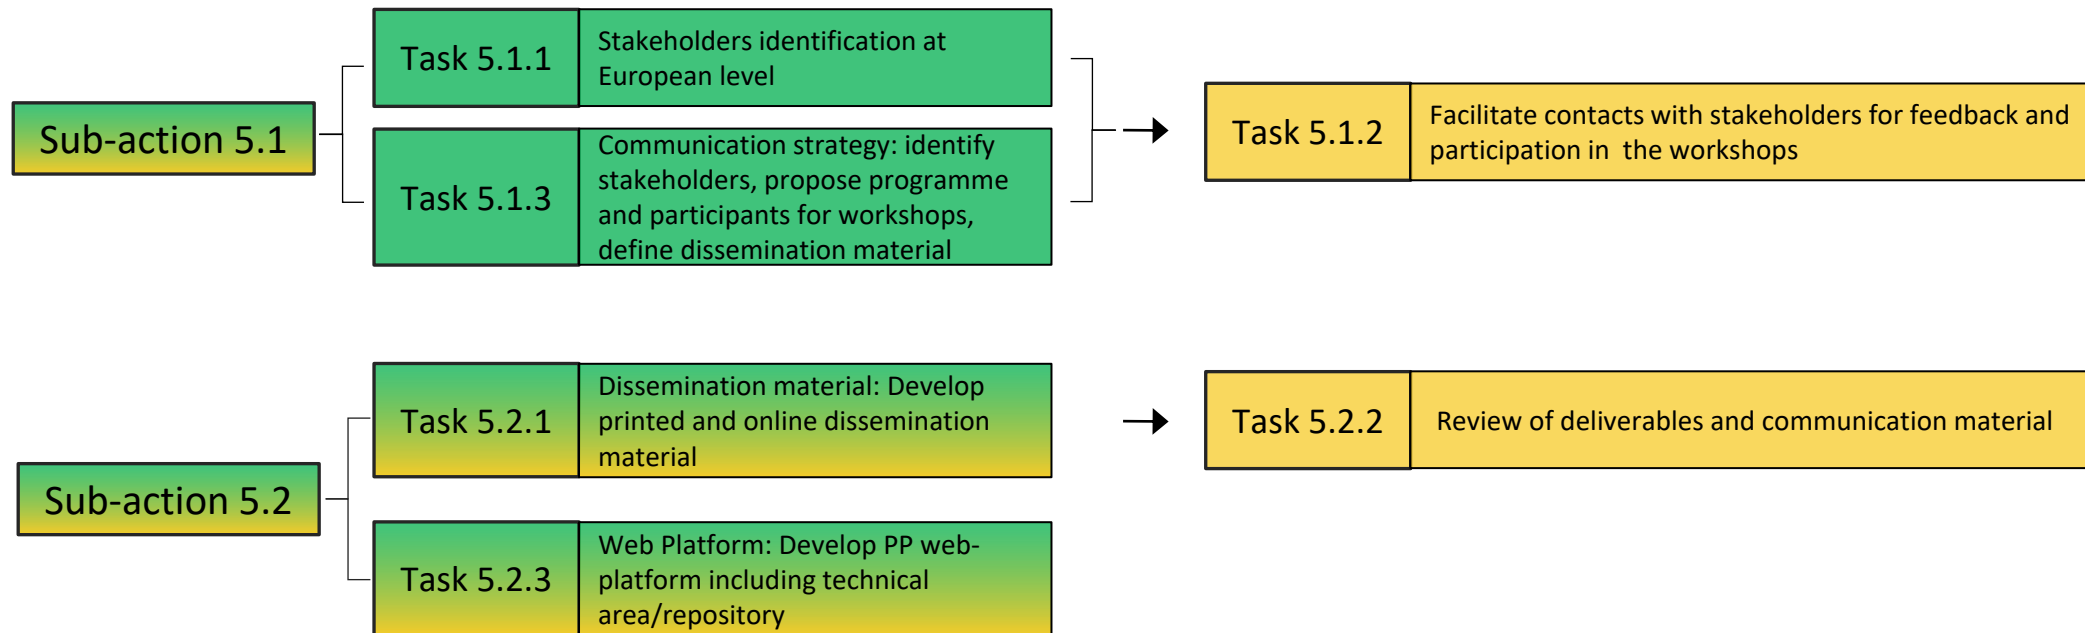 Sub-action 5.1
Task 5.1.1
Stakeholders identification at
European level
Task 5.1.3
Communication strategy: identify
stakeholders, propose programme
and participants for workshops,
define dissemination material
Task 5.1.2
Facilitate contacts with stakeholders for feedback and
participation in  the workshops
Sub-action 5.2
Task 5.2.1
Dissemination material: Develop
printed and online dissemination
material
Task 5.2.2
Review of deliverables and communication material
Task 5.2.3
Web Platform: Develop PP web-
platform including technical
area/repository